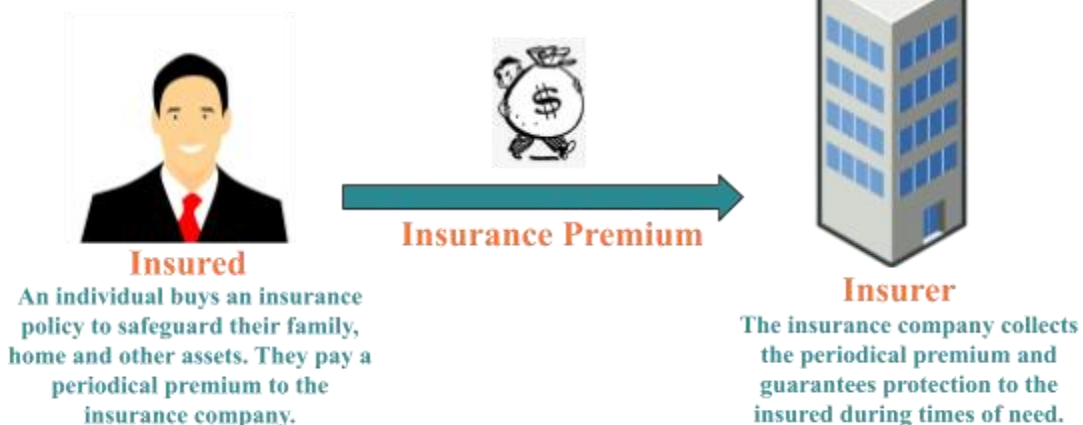 $
Insurance Premium
Insured
An individual buys an insurance
policy to safeguard their family,
home and other assets. They pay a
periodical premium to the
insurance company.
Insurer
The insurance company collects
the periodical premium and
guarantees protection to the
insured during times of need.